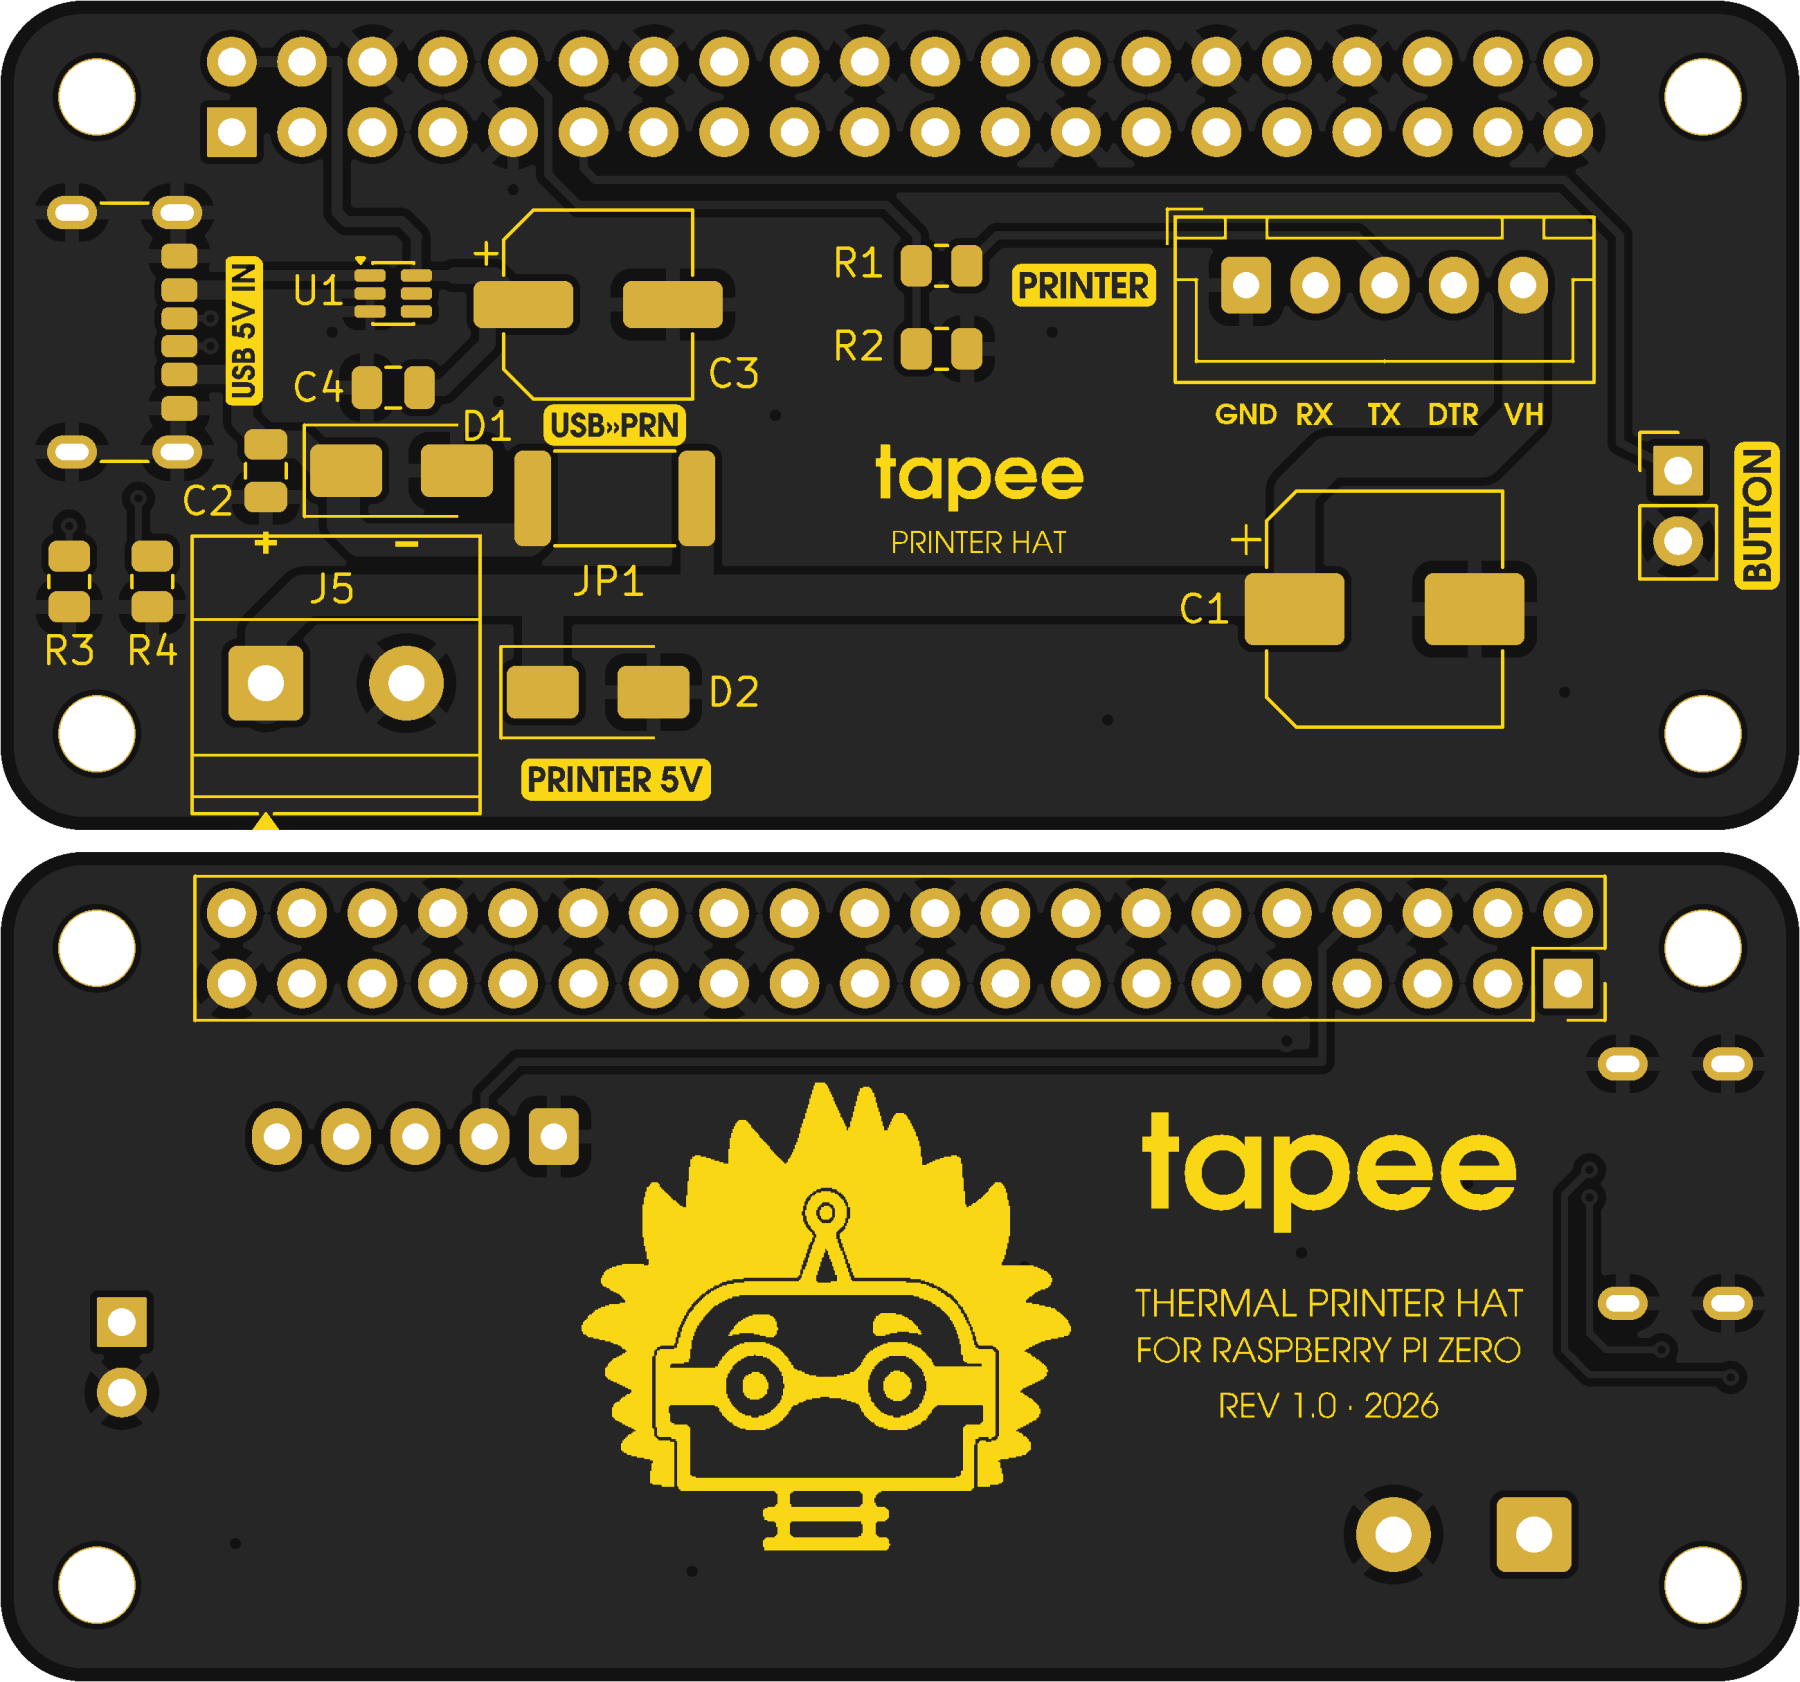 USB 5V IN
U1
+
C4
C3
D1
USB»PRN
C2
+ -
J5
JP1
R3
R4
D2
PRINTER 5V
R1
R2
PRINTER
GND RX TX DTR VH
tapee
PRINTER HAT
+
C1
BUTTON
tapee
THERMAL PRINTER HAT
FOR RASPBERRY PI ZERO
REV 1.0 · 2026